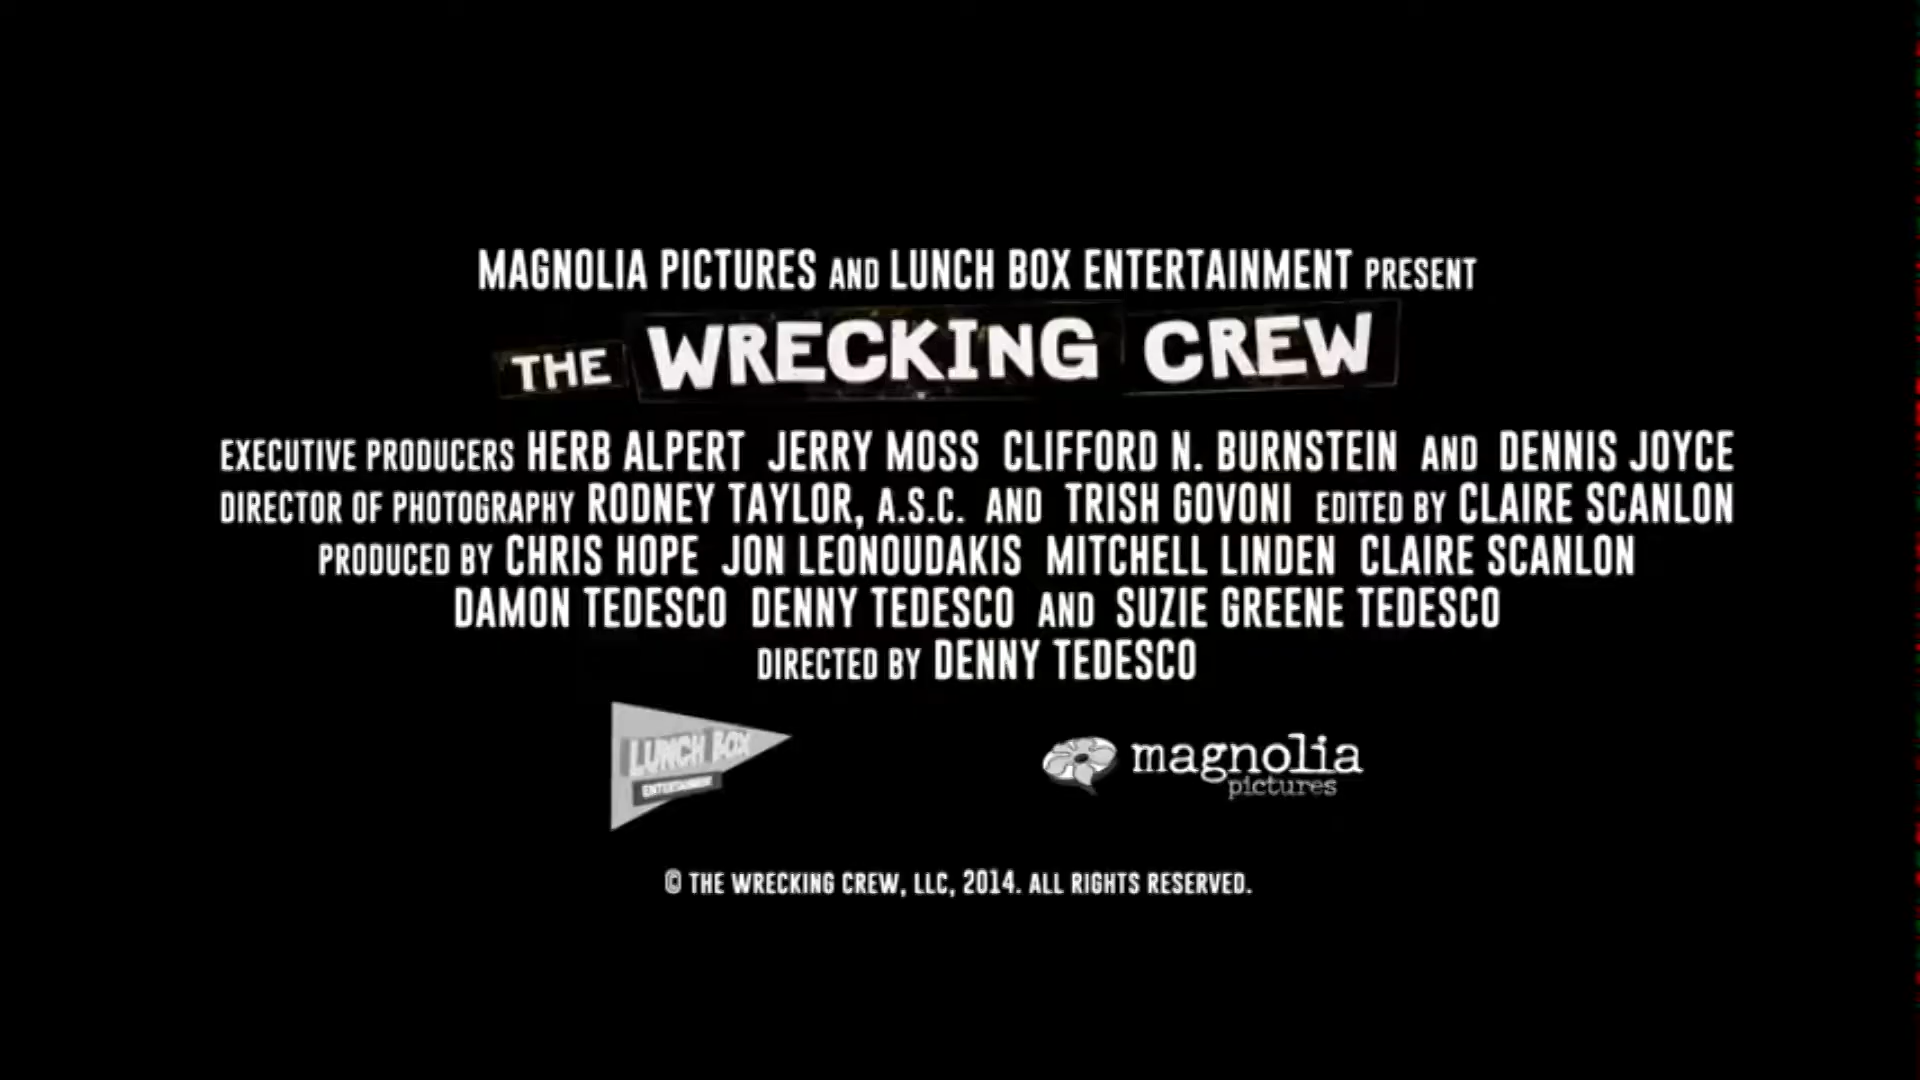 MAGNOLIA PICTURES AND LUNCH BOX ENTERTAINMENT PRESENT
THE WRECKING CREW
EXECUTIVE PRODUCERS HERB ALPERT JERRY MOSS CLIFFORD N. BURNSTEIN AND DENNIS JOYCE
DIRECTOR OF PHOTOGRAPHY RODNEY TAYLOR, A.S.C. AND TRISH GOVONI EDITED BY CLAIRE SCANLON
PRODUCED BY CHRIS HOPE JON LEONOUDAKIS MITCHELL LINDEN CLAIRE SCANLON
DAMON TEDESCO DENNY TEDESCO AND SUZIE GREENE TEDESCO
DIRECTED BY DENNY TEDESCO
LUNCH BOX
ENTERTAINMENT
magnolia
pictures
© THE WRECKING CREW, LLC, 2014. ALL RIGHTS RESERVED.